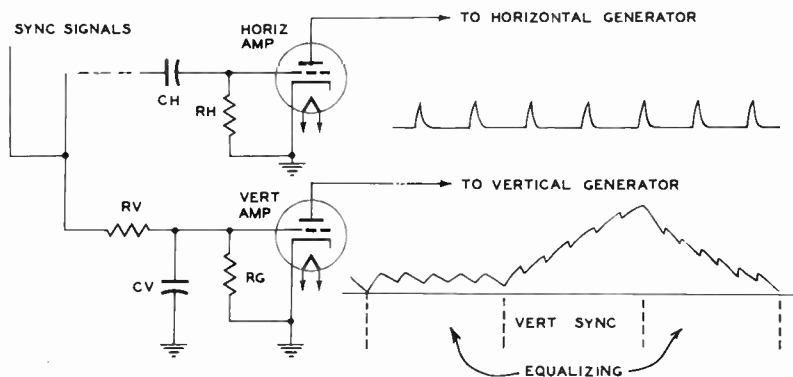 SYNC SIGNALS
HORIZ
AMP
TO HORIZONTAL GENERATOR
CH
RH
RV
VERT
AMP
TO VERTICAL GENERATOR
CV
RG
VERT SYNC
EQUALIZING